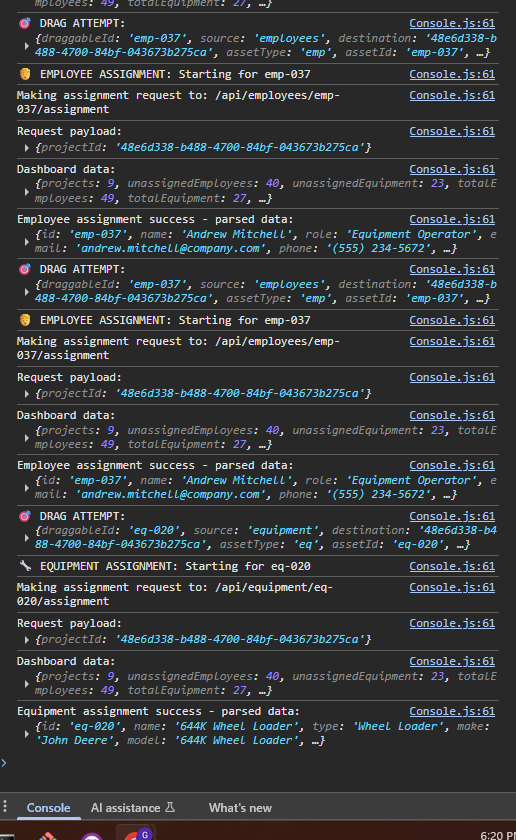 mployees: 49, totalEquipment: 27, …}
🎯 DRAG ATTEMPT: Console.js:61
{draggableId: 'emp-037', source: 'employees', destination: '48e6d338-b
488-4700-84bf-043673b275ca', assetType: 'emp', assetId: 'emp-037', …}
EMPLOYEE ASSIGNMENT: Starting for emp-037 Console.js:61
Making assignment request to: /api/employees/emp- Console.js:61
037/assignment
Request payload: Console.js:61
{projectId: '48e6d338-b488-4700-84bf-043673b275ca'}
Dashboard data: Console.js:61
{projects: 9, unassignedEmployees: 40, unassignedEquipment: 23, totalE
mployees: 49, totalEquipment: 27, …}
Employee assignment success - parsed data: Console.js:61
{id: 'emp-037', name: 'Andrew Mitchell', role: 'Equipment Operator', e
mail: 'andrew.mitchell@company.com', phone: '(555) 234-5672', …}
🎯 DRAG ATTEMPT: Console.js:61
{draggableId: 'emp-037', source: 'employees', destination: '48e6d338-b
488-4700-84bf-043673b275ca', assetType: 'emp', assetId: 'emp-037', …}
EMPLOYEE ASSIGNMENT: Starting for emp-037 Console.js:61
Making assignment request to: /api/employees/emp- Console.js:61
037/assignment
Request payload: Console.js:61
{projectId: '48e6d338-b488-4700-84bf-043673b275ca'}
Dashboard data: Console.js:61
{projects: 9, unassignedEmployees: 40, unassignedEquipment: 23, totalE
mployees: 49, totalEquipment: 27, …}
Employee assignment success - parsed data: Console.js:61
{id: 'emp-037', name: 'Andrew Mitchell', role: 'Equipment Operator', e
mail: 'andrew.mitchell@company.com', phone: '(555) 234-5672', …}
🎯 DRAG ATTEMPT: Console.js:61
{draggableId: 'eq-020', source: 'equipment', destination: '48e6d338-b4
88-4700-84bf-043673b275ca', assetType: 'eq', assetId: 'eq-020', …}
🔧 EQUIPMENT ASSIGNMENT: Starting for eq-020 Console.js:61
Making assignment request to: /api/equipment/eq- Console.js:61
020/assignment
Request payload: Console.js:61
{projectId: '48e6d338-b488-4700-84bf-043673b275ca'}
Dashboard data: Console.js:61
{projects: 9, unassignedEmployees: 40, unassignedEquipment: 23, totalE
mployees: 49, totalEquipment: 27, …}
Equipment assignment success - parsed data: Console.js:61
{id: 'eq-020', name: '644K Wheel Loader', type: 'Wheel Loader', make:
'John Deere', model: '644K Wheel Loader', …}
Console AI assistance What's new
G
6:20 P